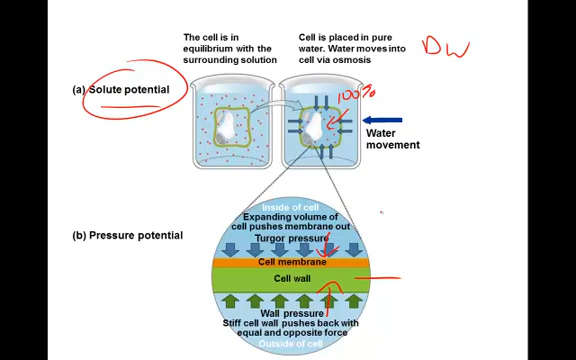 The cell is in
equilibrium with the
surrounding solution
Cell is placed in pure
water. Water moves into
cell via osmosis
DW
(a) Solute potential
100%
Water
movement
(b) Pressure potential
Inside of cell
Expanding volume of
cell pushes membrane out
Turgor pressure
Cell membrane
Cell wall
Wall pressure
Stiff cell wall pushes back with
equal and opposite force
Outside of cell